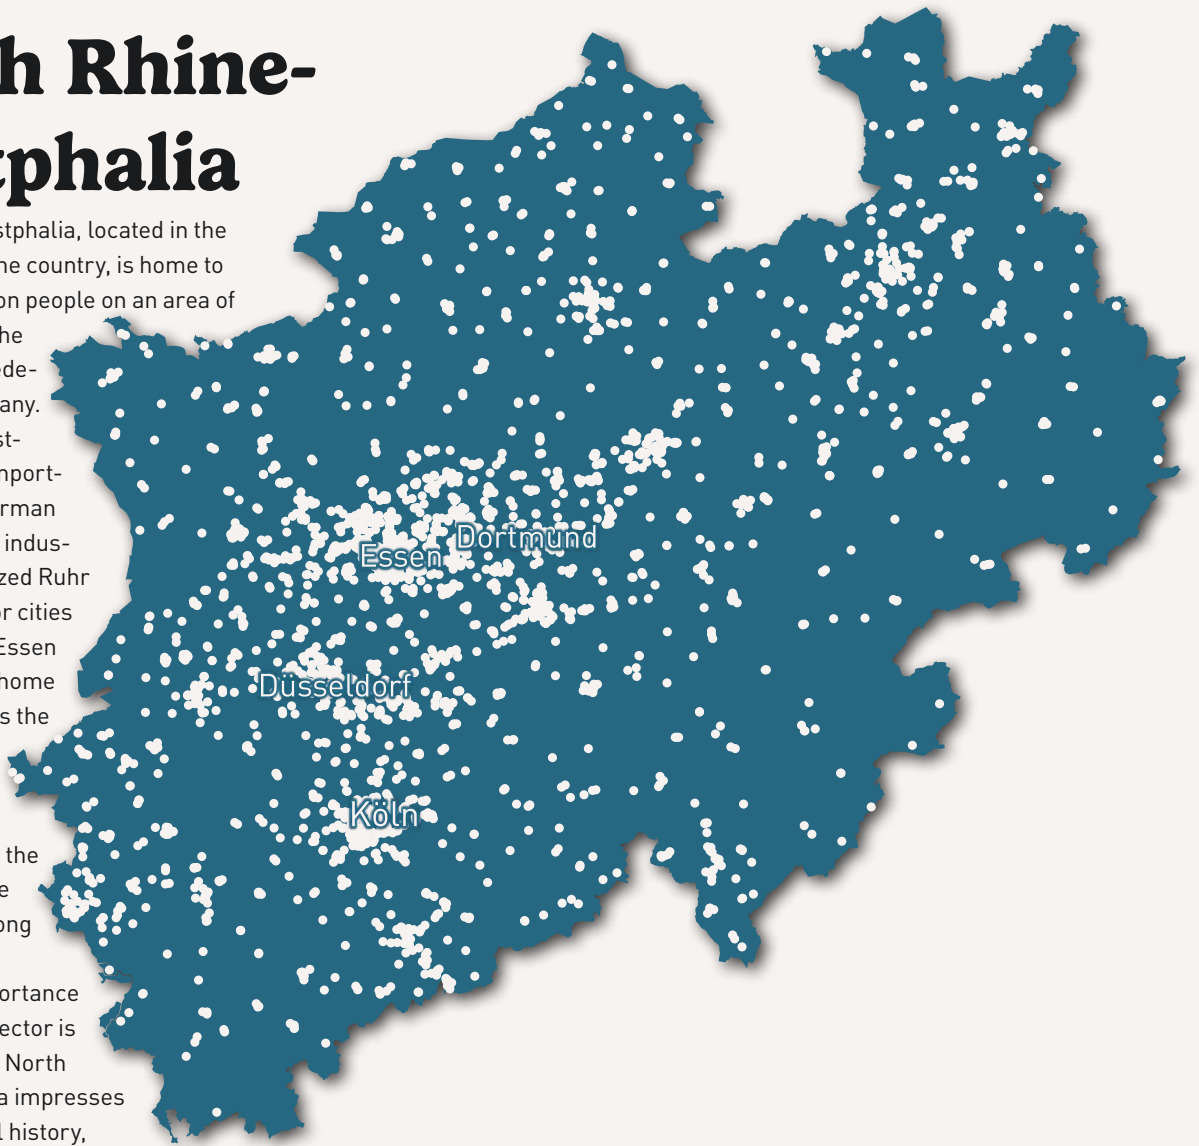 h Rhine-
tphalia
stphalia, located in the
ne country, is home to
on people on an area of
he
ede-
any.
st-
mport-
rman
indus-
zed Ruhr
or cities
Essen
home
s the
the
e
ong
ortance
ector is
North
a impresses
l history,
Dortmund
Essen
Düsseldorf
Köln